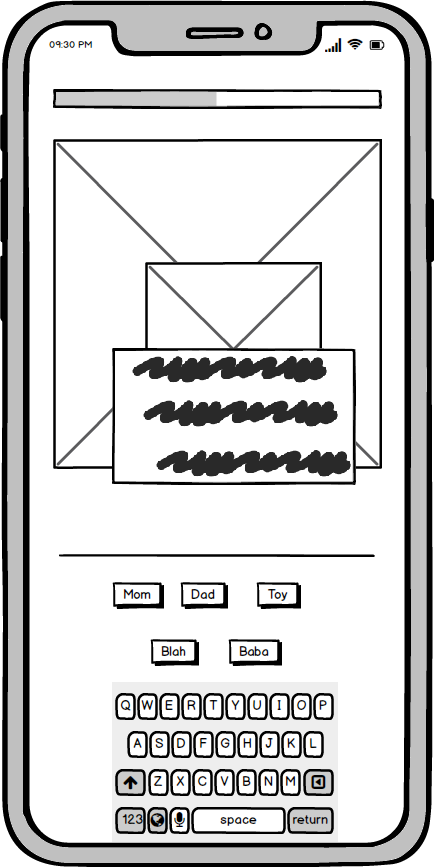 09:30 PM
Mom Dad Toy
Blah Baba
Q W E R T Y U I O P
A S D F G H J K L
Z X C V B N M
123 space return